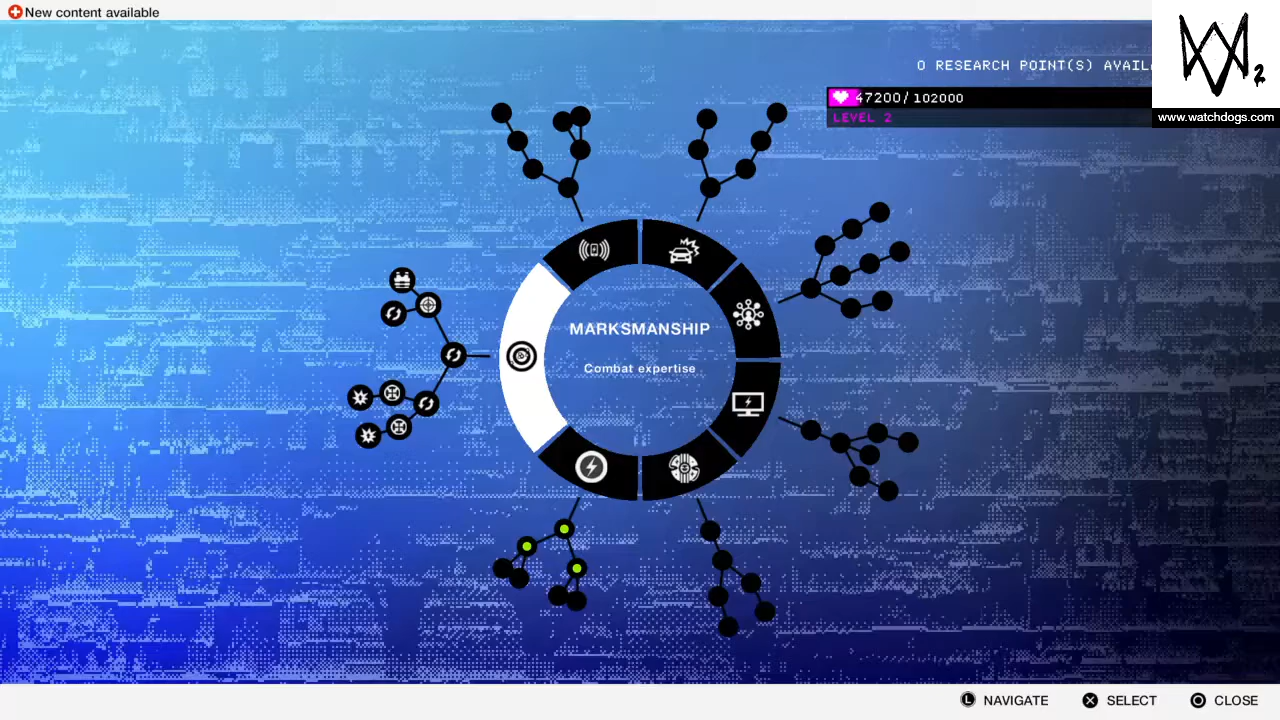 New content available
2
0 RESEARCH POINT(S) AVAIL
47200/102000
LEVEL 2
www.watchdogs.com
MARKSMANSHIP
Combat expertise
L NAVIGATE
SELECT
CLOSE